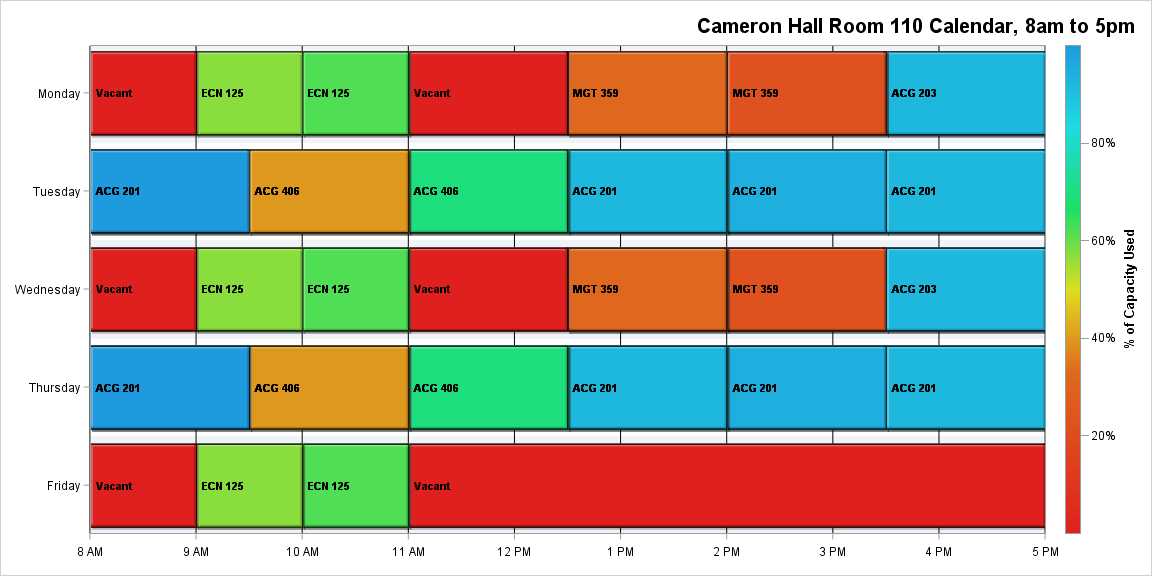 Cameron Hall Room 110 Calendar, 8am to 5pm
Monday
Vacant
ECN 125
ECN 125
Vacant
MGT 359
MGT 359
ACG 203
Tuesday
ACG 201
ACG 406
ACG 406
ACG 201
ACG 201
ACG 201
Wednesday
Vacant
ECN 125
ECN 125
Vacant
MGT 359
MGT 359
ACG 203
Thursday
ACG 201
ACG 406
ACG 406
ACG 201
ACG 201
ACG 201
Friday
Vacant
ECN 125
ECN 125
Vacant
8 AM
9 AM
10 AM
11 AM
12 PM
1 PM
2 PM
3 PM
4 PM
5 PM
80%
60%
40%
20%
% of Capacity Used